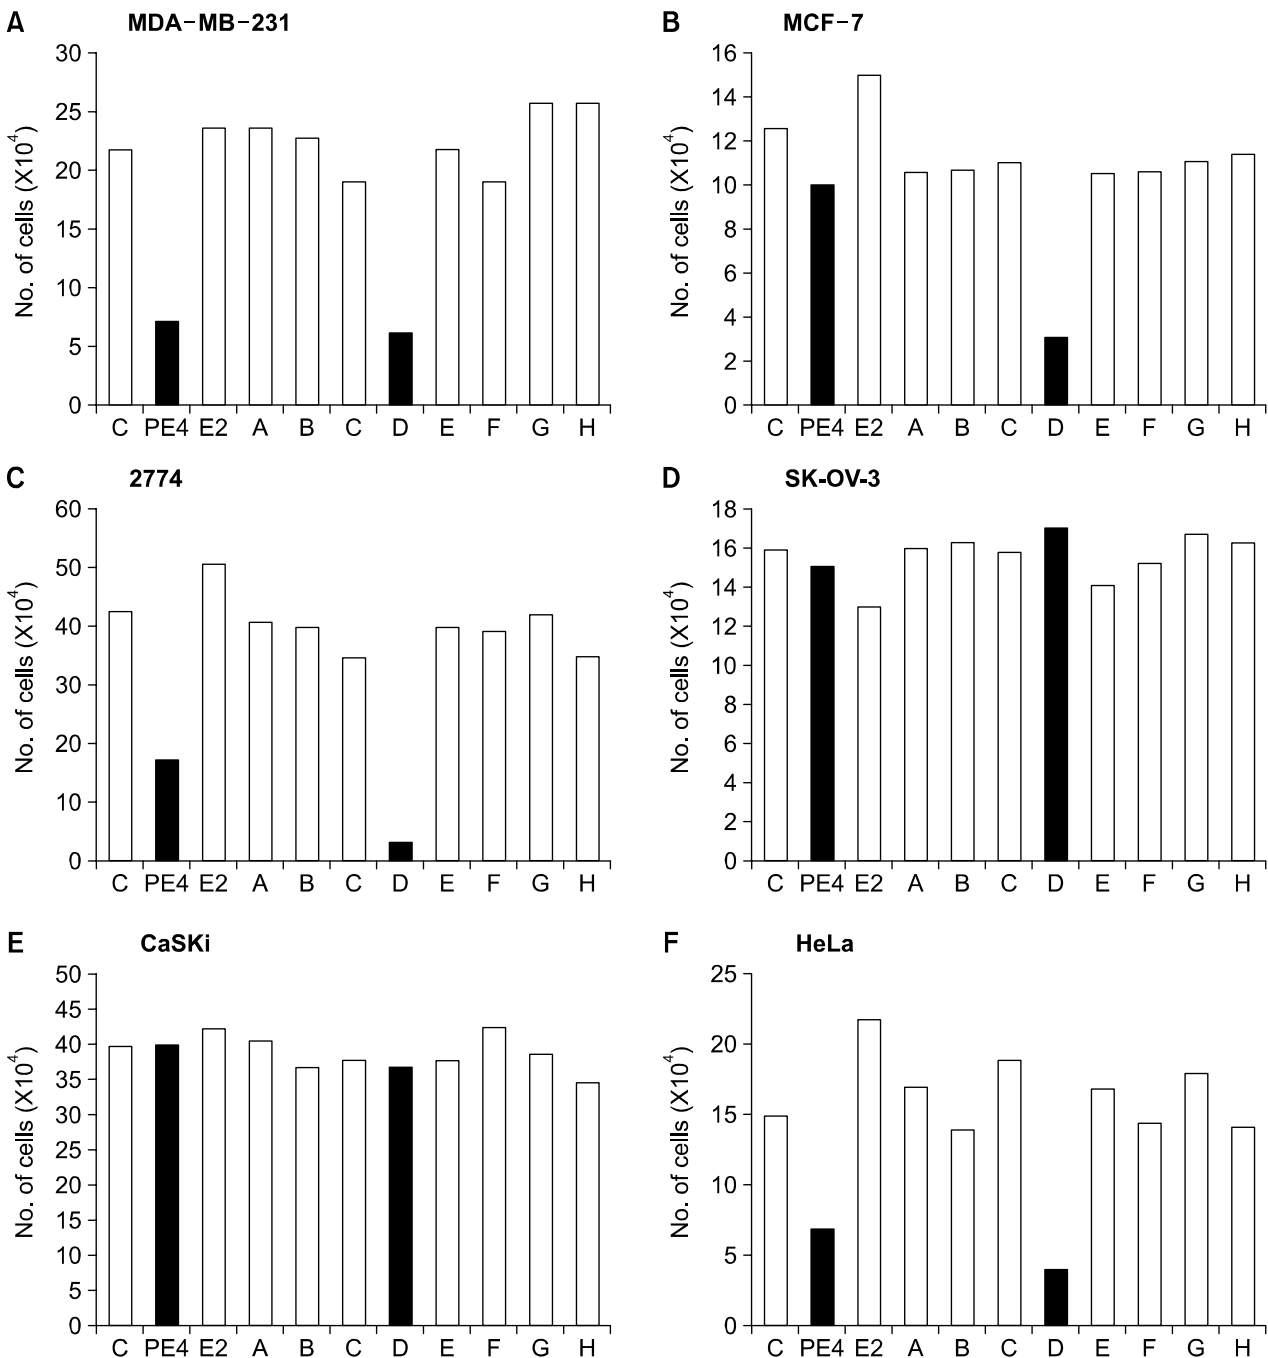 A MDA−MB−231
30
25
20
15
10
5
0
No. of cells (X10⁴)
C PE4 E2 A B C D E F G H
B MCF−7
16
14
12
10
8
6
4
2
0
No. of cells (X10⁴)
C PE4 E2 A B C D E F G H
C 2774
60
50
40
30
20
10
0
No. of cells (X10⁴)
C PE4 E2 A B C D E F G H
D SK-OV-3
18
16
14
12
10
8
6
4
2
0
No. of cells (X10⁴)
C PE4 E2 A B C D E F G H
E CaSKi
50
45
40
35
30
25
20
15
10
5
0
No. of cells (X10⁴)
C PE4 E2 A B C D E F G H
F HeLa
25
20
15
10
5
0
No. of cells (X10⁴)
C PE4 E2 A B C D E F G H